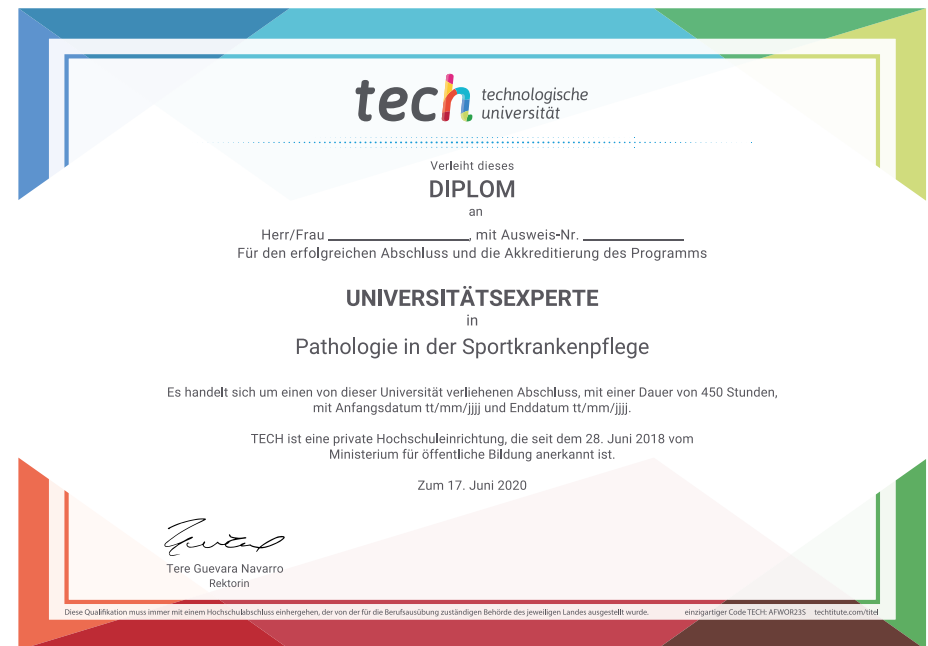 tech technologische
universität
Verleiht dieses
DIPLOM
an
Herr/Frau ____________________, mit Ausweis-Nr. ______________
Für den erfolgreichen Abschluss und die Akkreditierung des Programms
UNIVERSITÄTSEXPERTE
in
Pathologie in der Sportkrankenpflege
Es handelt sich um einen von dieser Universität verliehenen Abschluss, mit einer Dauer von 450 Stunden,
mit Anfangsdatum tt/mm/jjjj und Enddatum tt/mm/jjjj.
TECH ist eine private Hochschuleinrichtung, die seit dem 28. Juni 2018 vom
Ministerium für öffentliche Bildung anerkannt ist.
Zum 17. Juni 2020
Tere Guevara Navarro
Rektorin
Diese Qualifikation muss immer mit einem Hochschulabschluss einhergehen, der von der für die Berufsausübung zuständigen Behörde des jeweiligen Landes ausgestellt wurde. einzigartiger Code TECH: AFWOR23S techtitute.com/titel